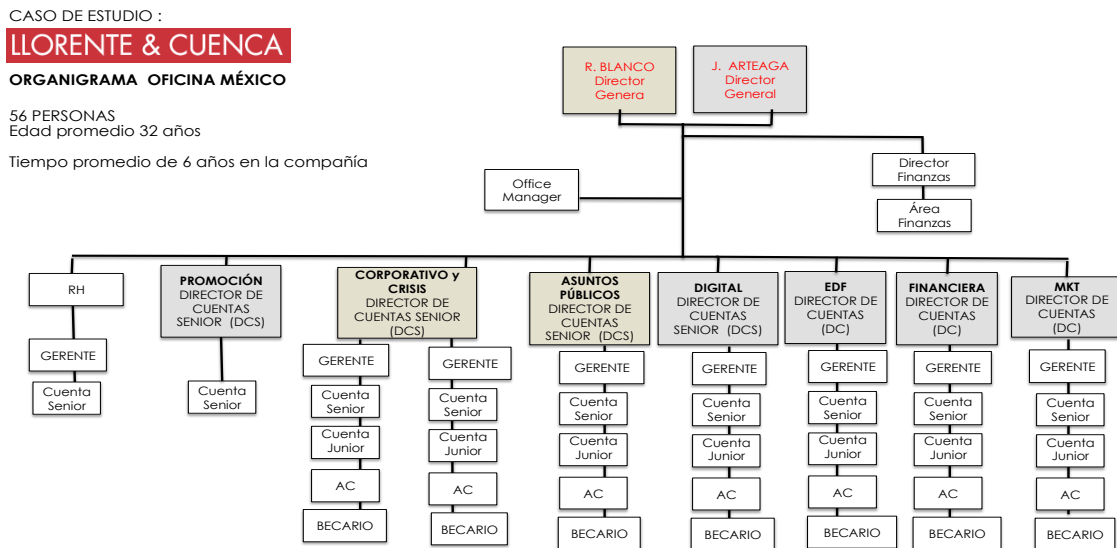 CASO DE ESTUDIO :
LLORENTE & CUENCA
ORGANIGRAMA OFICINA MÉXICO
56 PERSONAS
Edad promedio 32 años
Tiempo promedio de 6 años en la compañía
R. BLANCO
Director
Genera
J. ARTEAGA
Director
General
Office
Manager
Director
Finanzas
Área
Finanzas
RH
GERENTE
Cuenta
Senior
PROMOCIÓN
DIRECTOR DE
CUENTAS
SENIOR (DCS)
Cuenta
Senior
CORPORATIVO y
CRISIS
DIRECTOR DE
CUENTAS SENIOR
(DCS)
GERENTE
Cuenta
Senior
Cuenta
Junior
AC
BECARIO
GERENTE
Cuenta
Senior
Cuenta
Junior
AC
BECARIO
ASUNTOS
PÚBLICOS
DIRECTOR DE
CUENTAS
SENIOR (DCS)
GERENTE
Cuenta
Senior
Cuenta
Junior
AC
BECARIO
DIGITAL
DIRECTOR DE
CUENTAS
SENIOR (DCS)
GERENTE
Cuenta
Senior
Cuenta
Junior
AC
BECARIO
EDF
DIRECTOR DE
CUENTAS
(DC)
GERENTE
Cuenta
Senior
Cuenta
Junior
AC
BECARIO
FINANCIERA
DIRECTOR DE
CUENTAS
(DC)
GERENTE
Cuenta
Senior
Cuenta
Junior
AC
BECARIO
MKT
DIRECTOR DE
CUENTAS
(DC)
GERENTE
Cuenta
Senior
Cuenta
Junior
AC
BECARIO